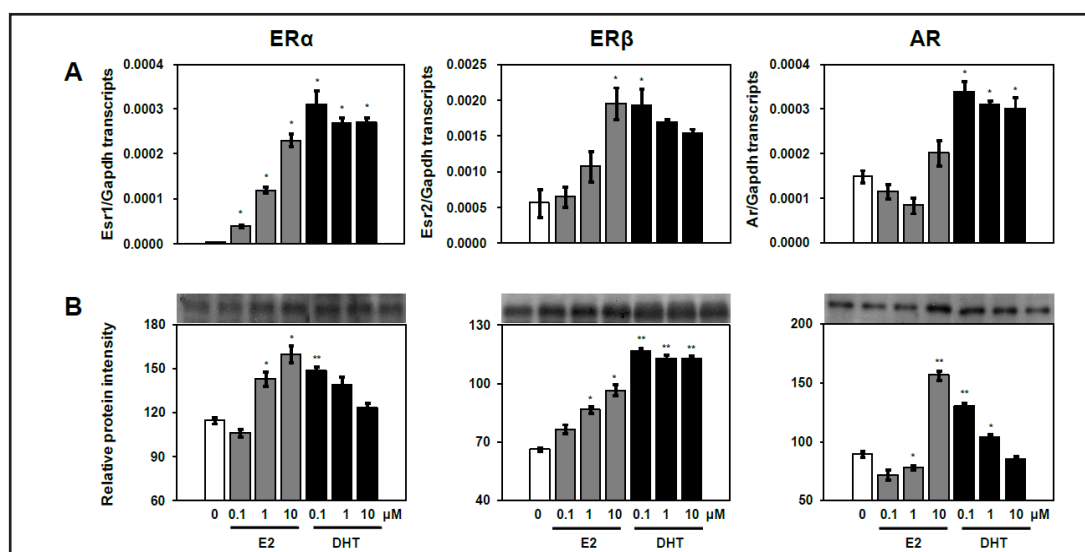 ERα ERβ AR
A
Esr1/Gapdh transcripts
0.0004
0.0003
0.0002
0.0001
0.0000
* * * * * *
Esr2/Gapdh transcripts
0.0025
0.0020
0.0015
0.0010
0.0005
0.0000
* *
Ar/Gapdh transcripts
0.0004
0.0003
0.0002
0.0001
0.0000
* * *
B
Relative protein intensity
180
150
120
90
60
* * **
0 0.1 1 10 0.1 1 10
E2 DHT
130
100
70
40
* * ** ** **
0 0.1 1 10 0.1 1 10 µM
E2 DHT
200
150
100
50
* ** ** *
0 0.1 1 10 0.1 1 10 µM
E2 DHT